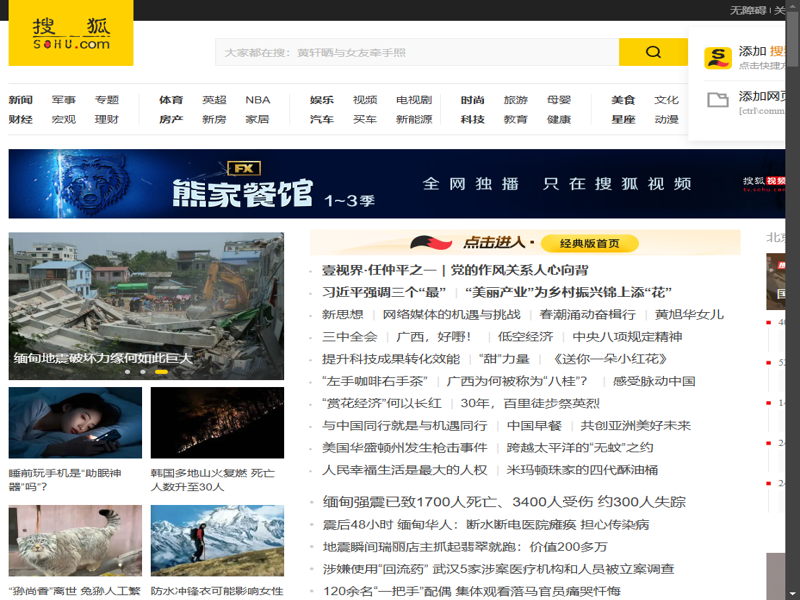 无障碍 关
搜狐
SOHU.com
大家都在搜：黄轩晒与女友牵手照
添加 搜
点击快捷方
添加网页
新闻 军事 专题 体育 英超 NBA 娱乐 视频 电视剧 时尚 旅游 母婴 美食 文化
财经 宏观 理财 房产 新房 家居 汽车 买车 新能源 科技 教育 健康 星座 动漫
FX
熊家餐馆 1~3季
全网独播 只在搜狐视频
搜狐视频
tv.sohu.com
缅甸地震破坏力缘何如此巨大
睡前玩手机是“助眠神器”吗？
韩国多地山火复燃 死亡人数升至30人
“狲尚香”离世 兔狲人工繁
防水冲锋衣可能影响女性
点击进入· 经典版首页
壹视界·任仲平之一 | 党的作风关系人心向背
习近平强调三个“最” | “美丽产业”为乡村振兴锦上添“花”
新思想 | 网络媒体的机遇与挑战 | 春潮涌动奋楫行 | 黄旭华女儿
三中全会 | 广西，好嘢！ | 低空经济 | 中央八项规定精神
提升科技成果转化效能 | “甜”力量 | 《送你一朵小红花》
“左手咖啡右手茶” | 广西为何被称为“八桂”？ | 感受脉动中国
“赏花经济”何以长红 | 30年，百里徒步祭英烈
与中国同行就是与机遇同行 | 中国早餐 | 共创亚洲美好未来
美国华盛顿州发生枪击事件 | 跨越太平洋的“无蚊”之约
人民幸福生活是最大的人权 | 米玛顿珠家的四代酥油桶
缅甸强震已致1700人死亡、3400人受伤 约300人失踪
震后48小时 缅甸华人：断水断电医院瘫痪 担心传染病
地震瞬间瑞丽店主抓起翡翠就跑：价值200多万
涉嫌使用“回流药” 武汉5家涉案医疗机构和人员被立案调查
120余名“一把手”配偶 集体观看落马官员痛哭忏悔
北京